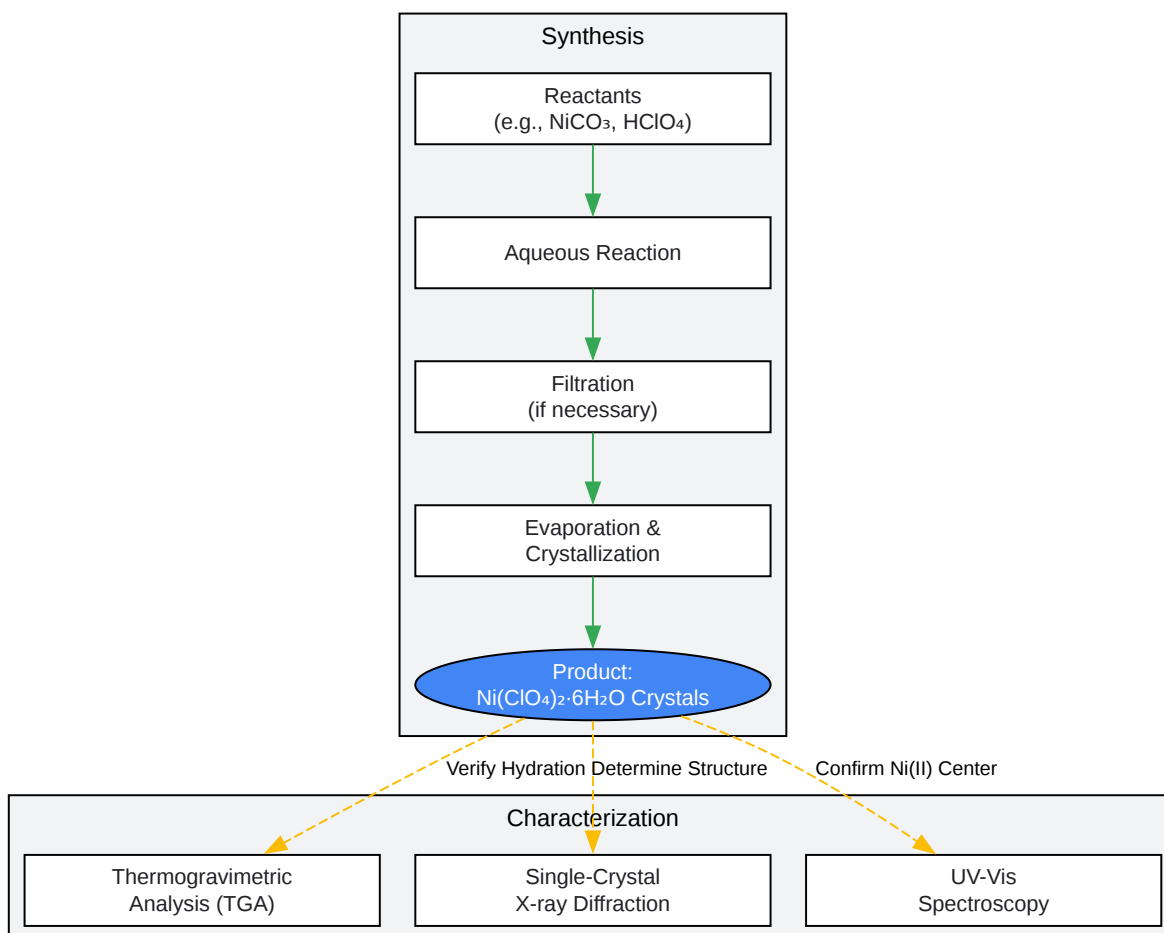 Synthesis
Reactants
(e.g., NiCO₃, HClO₄)
Aqueous Reaction
Filtration
(if necessary)
Evaporation &
Crystallization
Product:
Ni(ClO₄)₂·6H₂O Crystals
Verify Hydration
Determine Structure
Confirm Ni(II) Center
Characterization
Thermogravimetric
Analysis (TGA)
Single-Crystal
X-ray Diffraction
UV-Vis
Spectroscopy